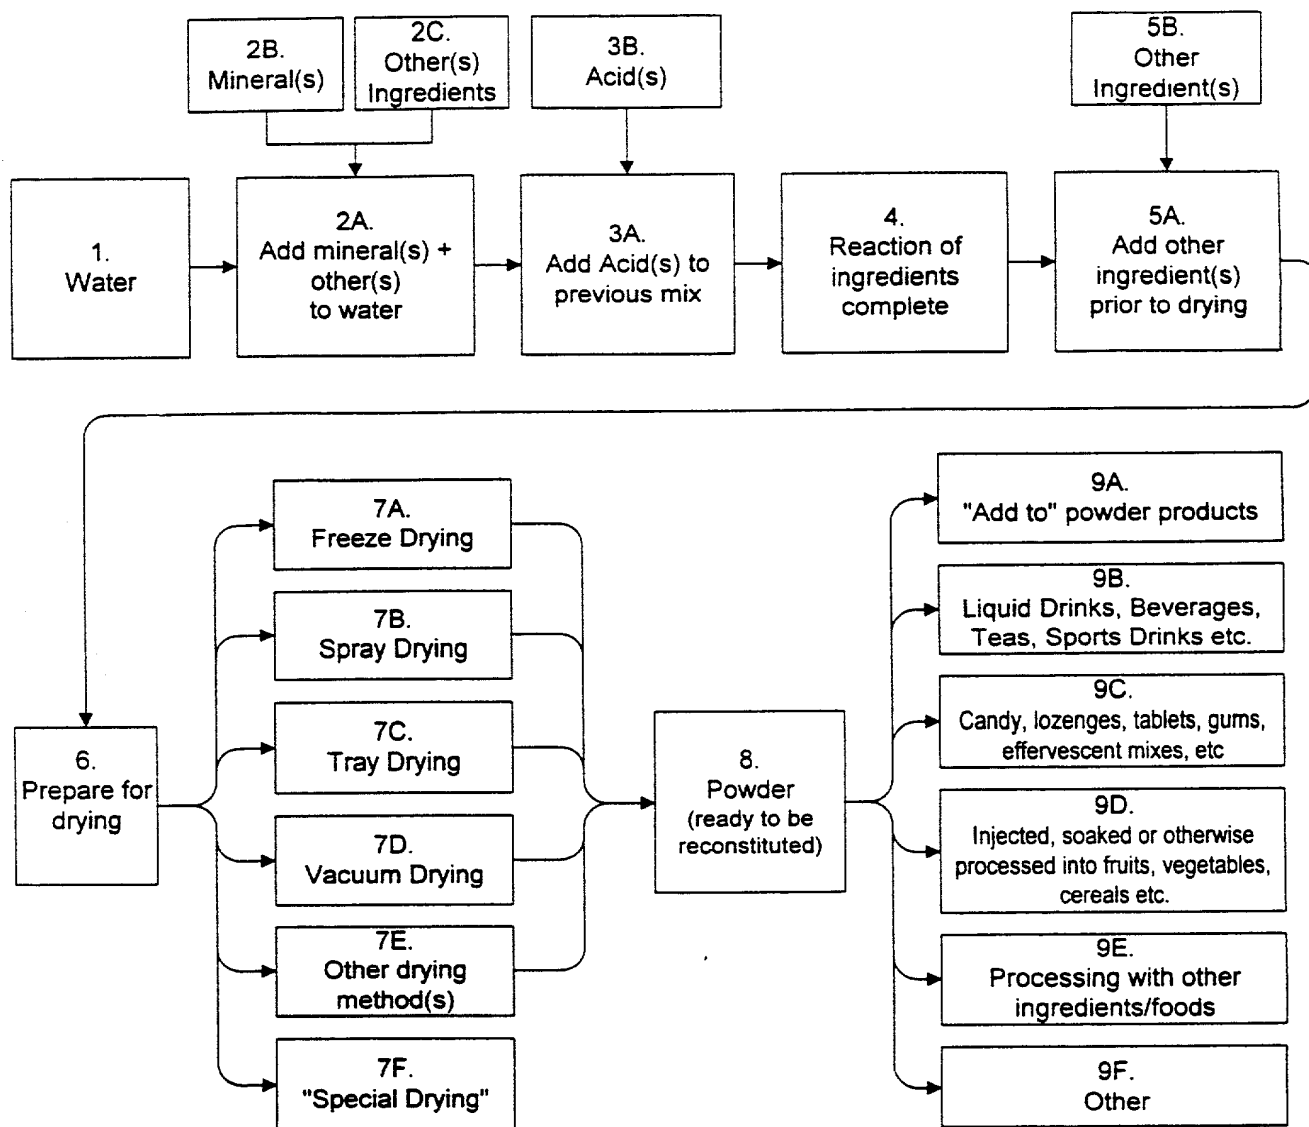 2B.
Mineral(s)
2C.
Other(s)
Ingredients
3B.
Acid(s)
5B.
Other
Ingredient(s)
1.
Water
2A.
Add mineral(s) +
other(s)
to water
3A.
Add Acid(s) to
previous mix
4.
Reaction of
ingredients
complete
5A.
Add other
ingredient(s)
prior to drying
6.
Prepare for
drying
7A.
Freeze Drying
7B.
Spray Drying
7C.
Tray Drying
7D.
Vacuum Drying
7E.
Other drying
method(s)
7F.
"Special Drying"
8.
Powder
(ready to be
reconstituted)
9A.
"Add to" powder products
9B.
Liquid Drinks, Beverages,
Teas, Sports Drinks etc.
9C.
Candy, lozenges, tablets, gums,
effervescent mixes, etc
9D.
Injected, soaked or otherwise
processed into fruits, vegetables,
cereals etc.
9E.
Processing with other
ingredients/foods
9F.
Other